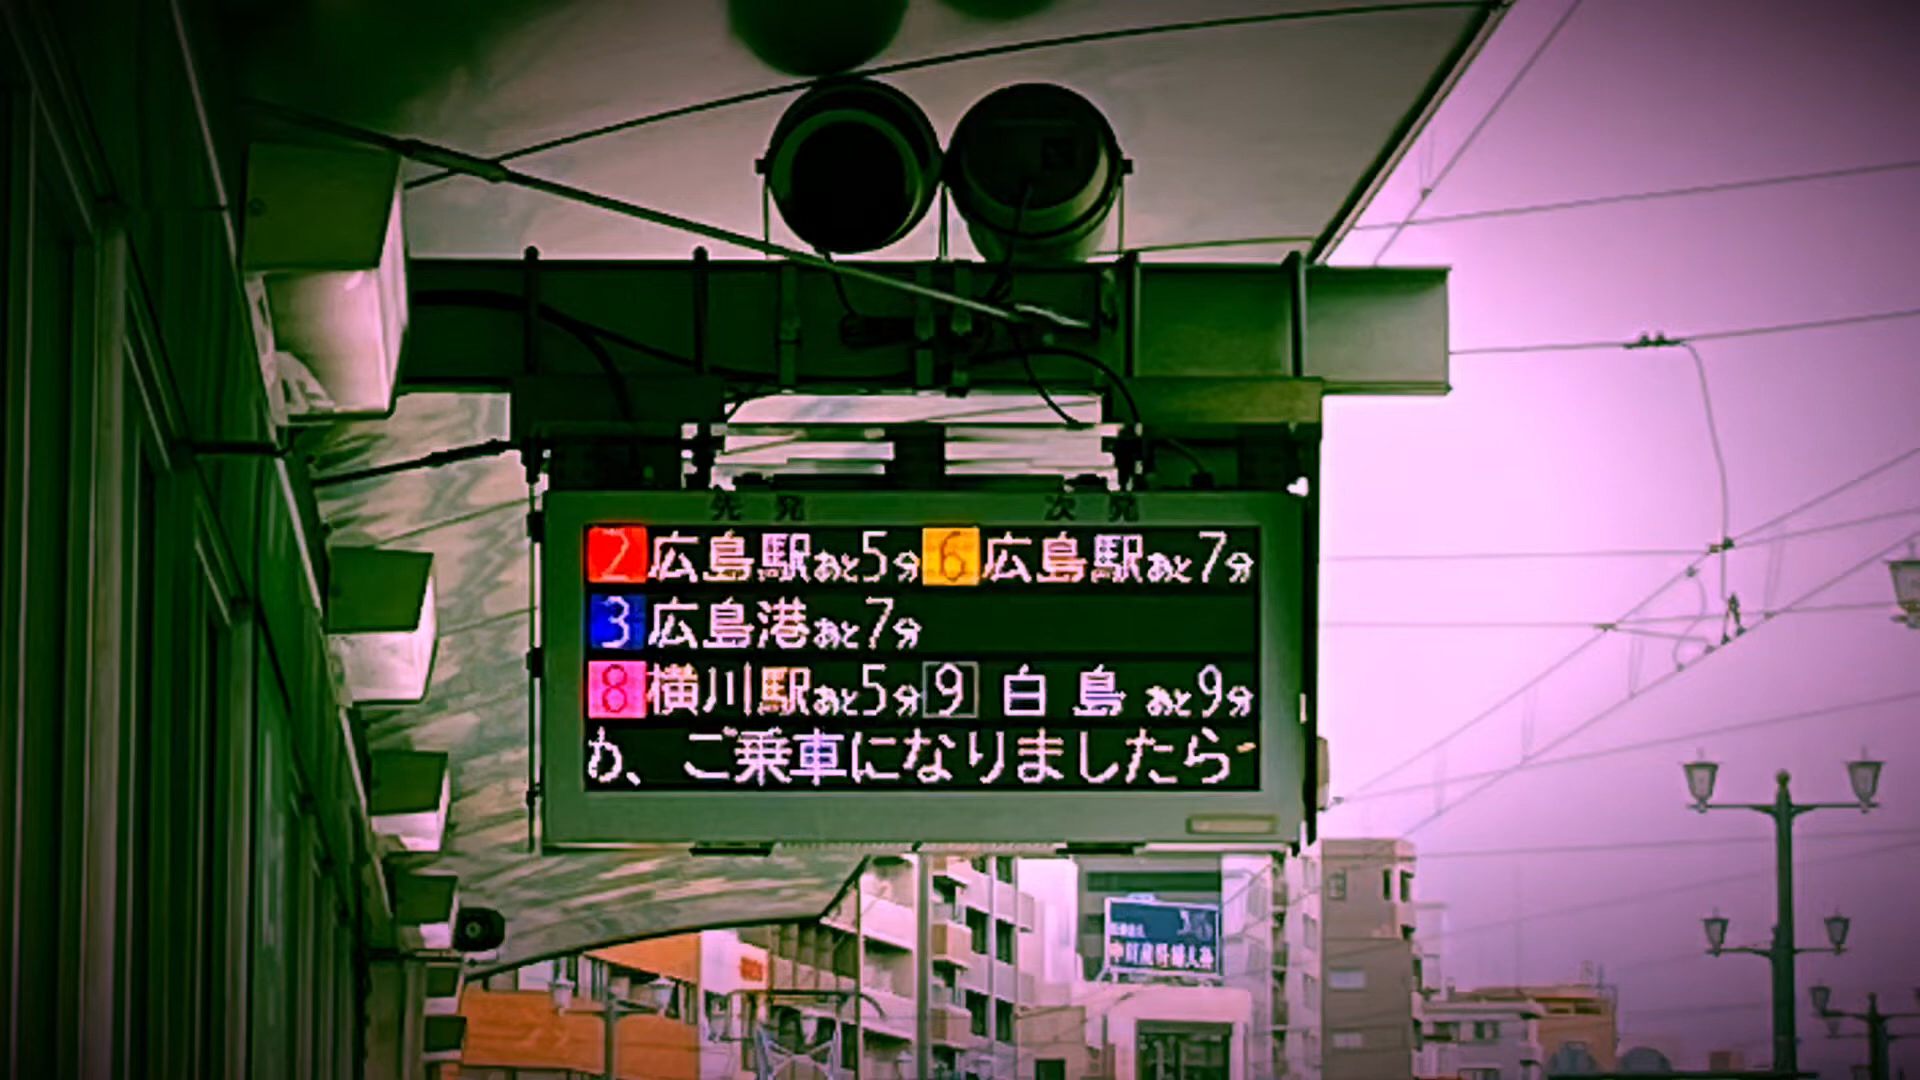 先発 次発
2 広島駅あと5分 6 広島駅あと7分
3 広島港あと7分
8 横川駅あと5分 9 白島 あと9分
め、ご乗車になりましたら